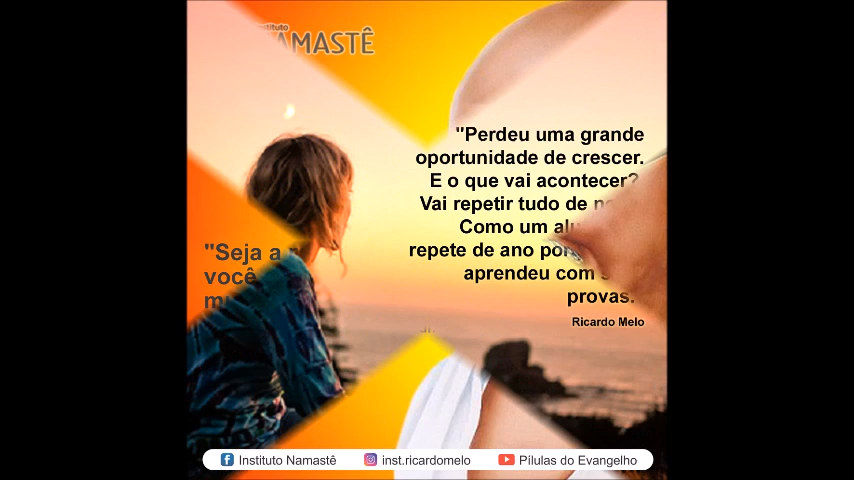 Instituto
NAMASTÊ
"Perdeu uma grande
oportunidade de crescer.
E o que vai acontecer?
Vai repetir tudo de
Como um
repete de ano
aprendeu com
provas.
Ricardo Melo
"Seja a
você
Instituto Namastê
inst.ricardomelo
Pílulas do Evangelho